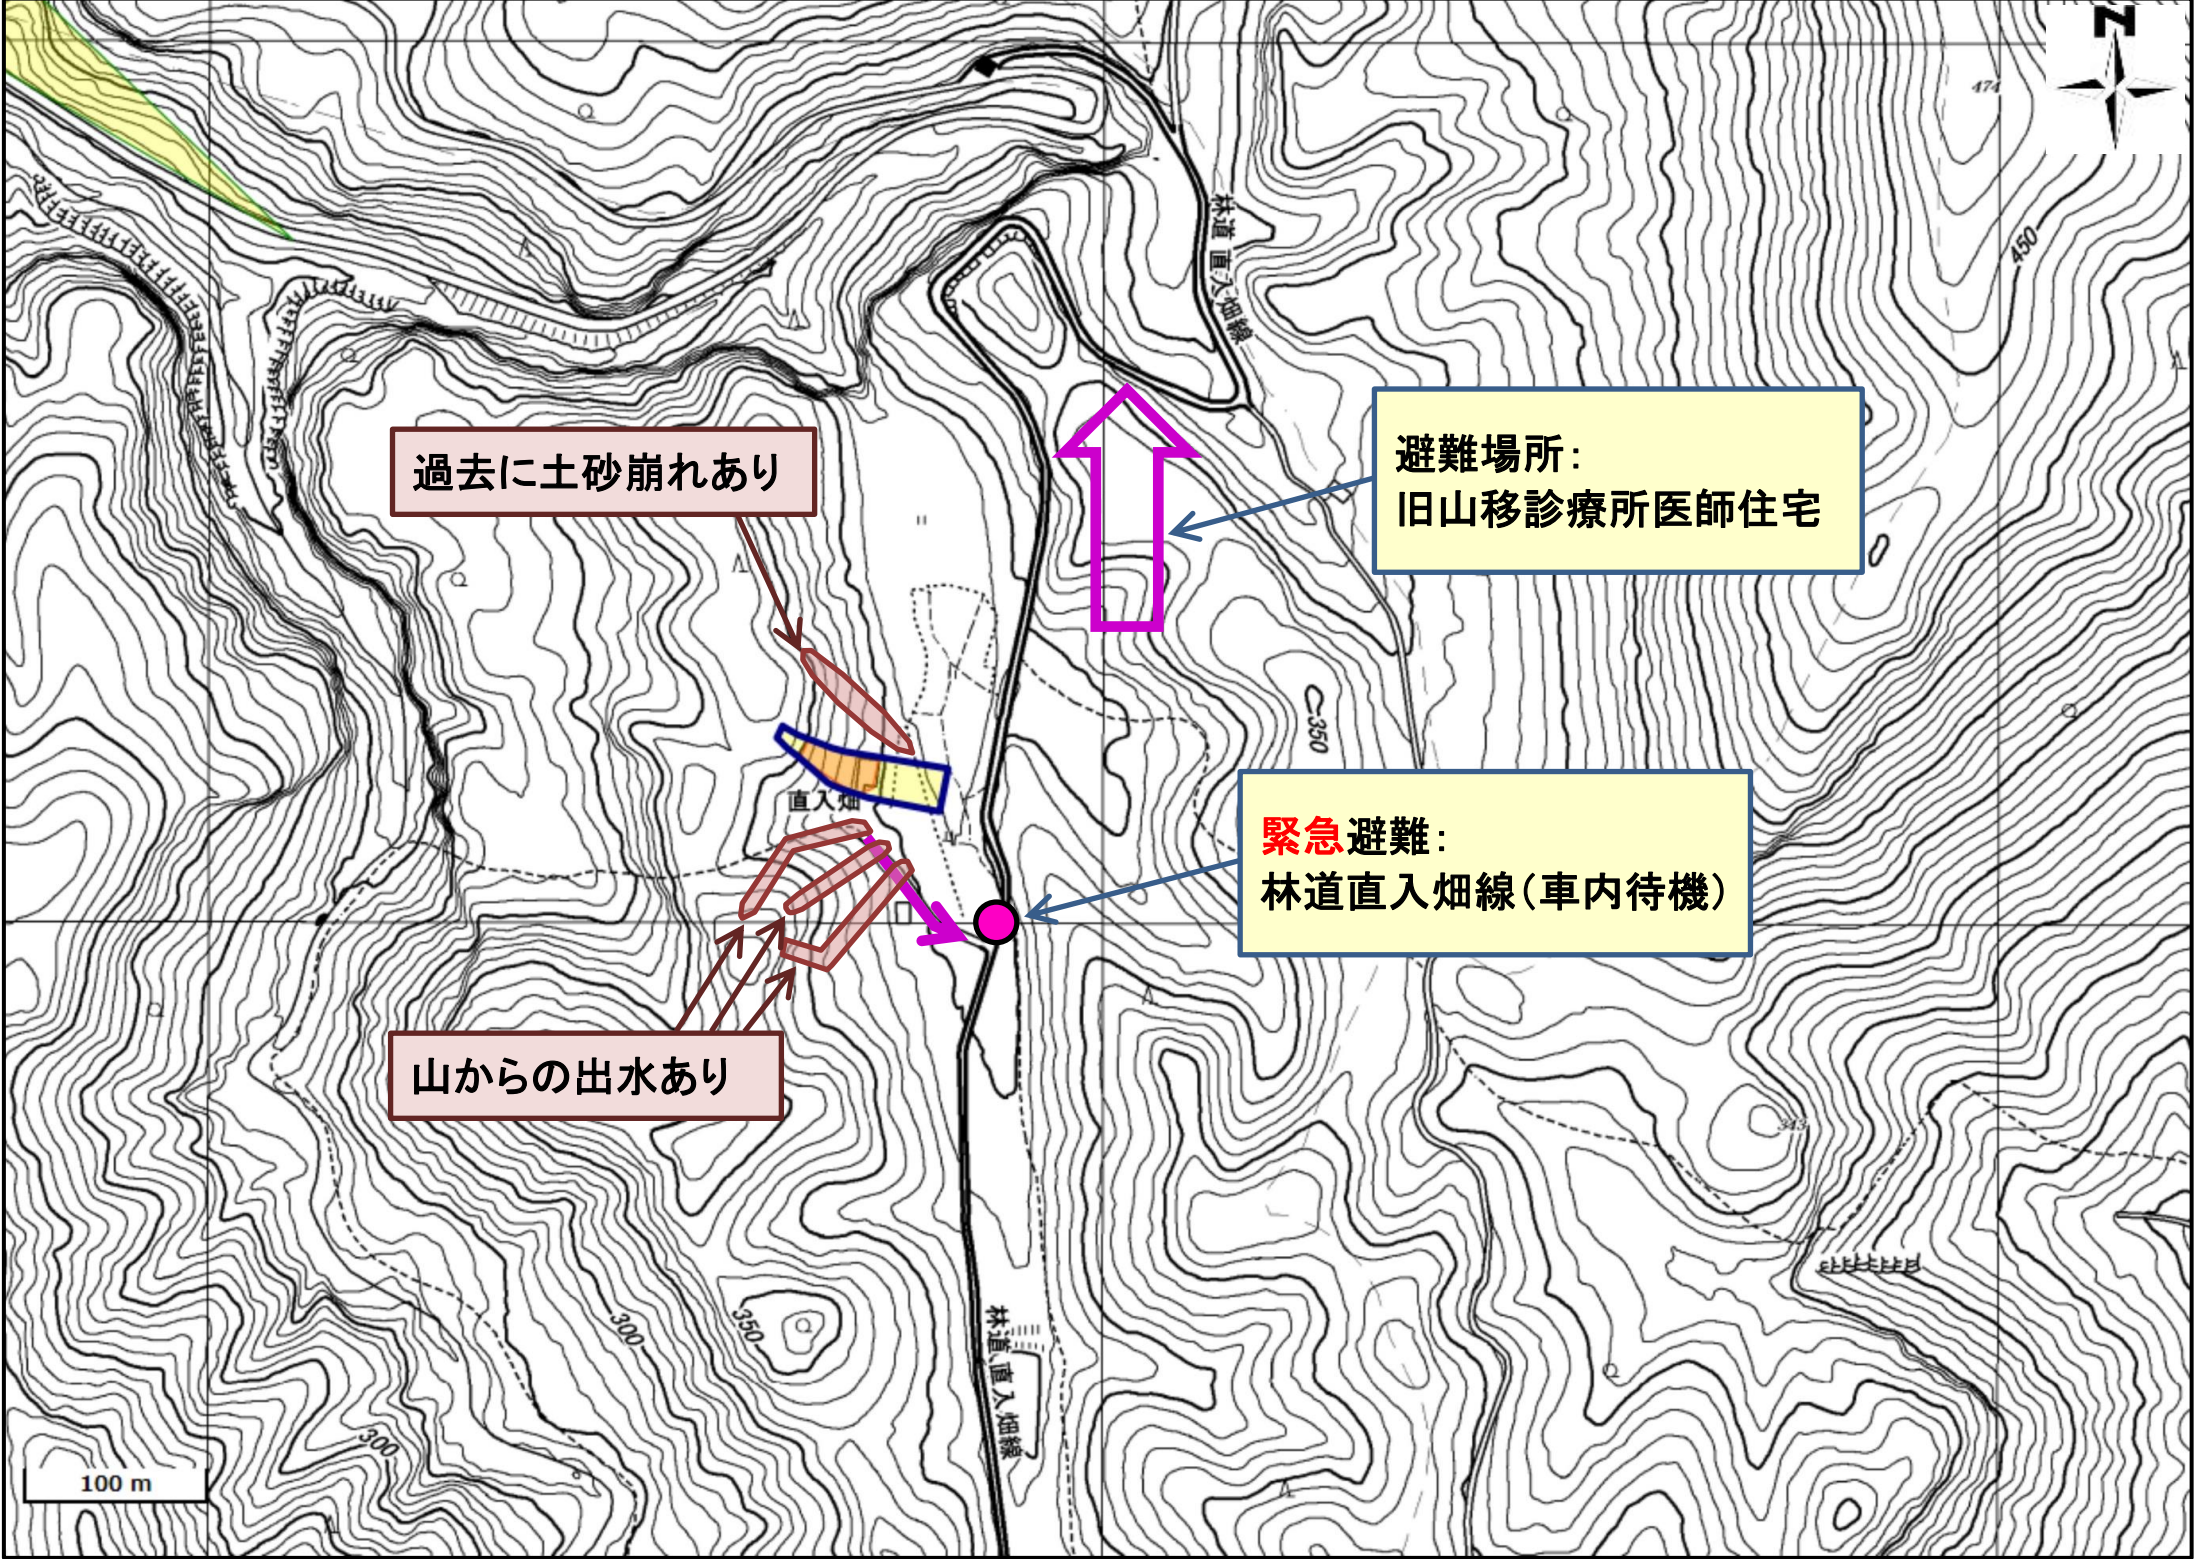 N
474
林道 直入畑線
450
避難場所：
旧山移診療所医師住宅
過去に土砂崩れあり
350
直入畑
緊急避難：
林道直入畑線（車内待機）
山からの出水あり
343
300
350
林道 直入畑線
300
100 m